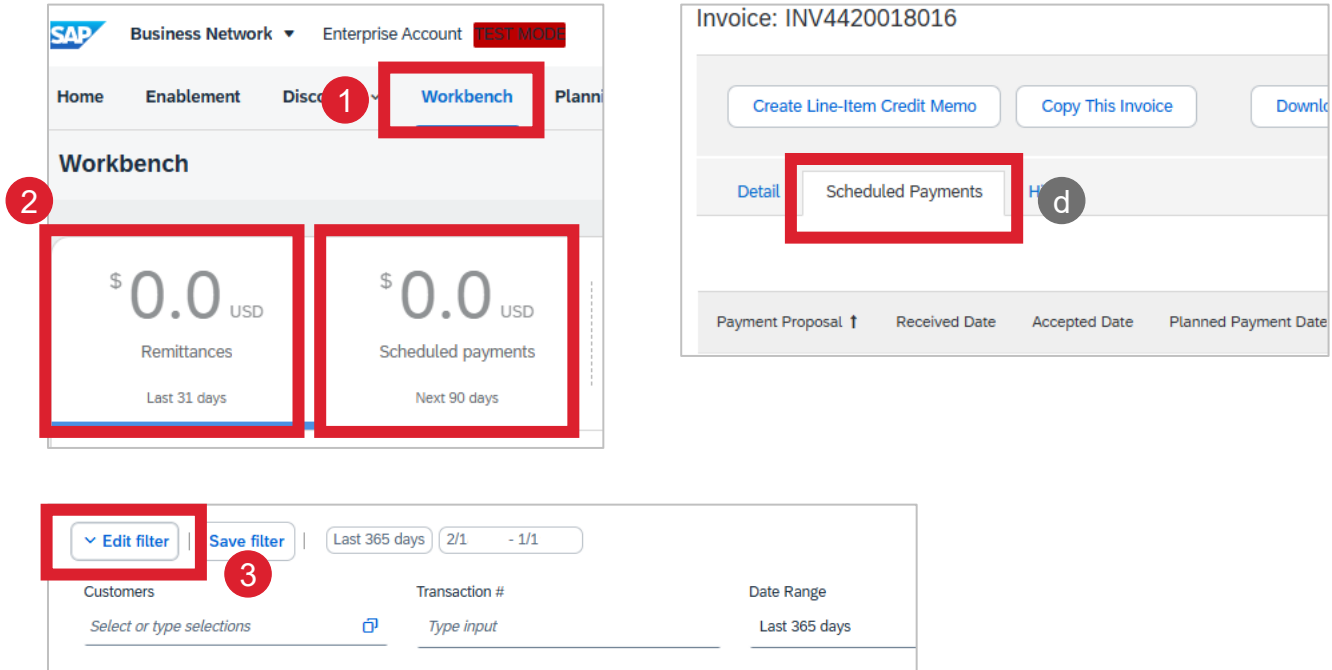 SAP Business Network Enterprise Account TEST MODE
Home Enablement 1 Workbench
Workbench
2
$ 0.0 USD
Remittances
Last 31 days
$ 0.0 USD
Scheduled payments
Next 90 days
Invoice: INV4420018016
Create Line-Item Credit Memo Copy This Invoice
Detail Scheduled Payments d
Payment Proposal ↑ Received Date Accepted Date Planned Payment Date
Edit filter | Save filter | Last 365 days 2/1 - 1/1
3
Customers Transaction # Date Range
Select or type selections Type input Last 365 days